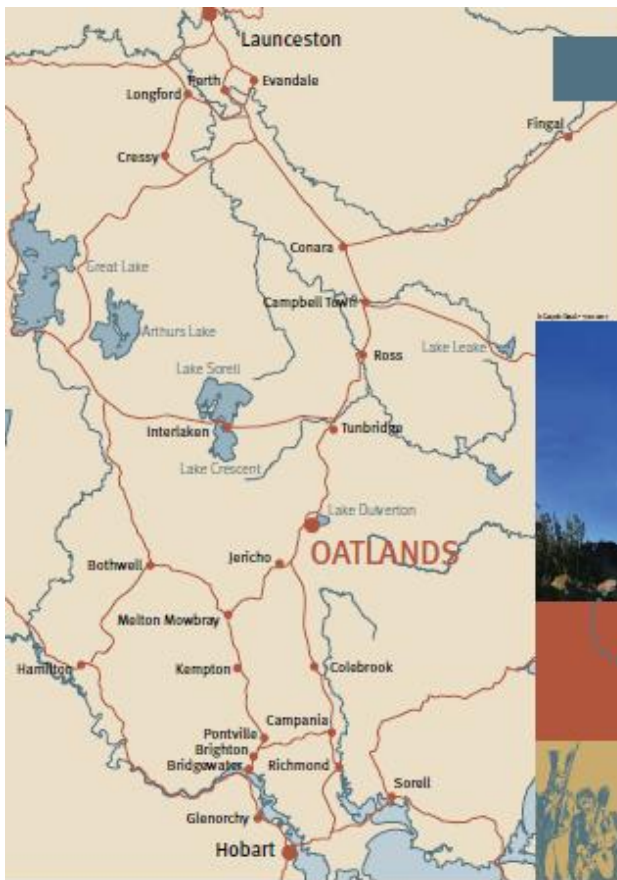 Launceston
Perth
Evandale
Longford
Fingal
Cressy
Conara
Great Lake
Campbell Town
Arthurs Lake
Lake Leake
Ross
Lake Sorell
Interlaken
Tunbridge
Lake Crescent
Lake Dulverton
OATLANDS
Bothwell
Jericho
Melton Mowbray
Hamilton
Kempton
Colebrook
Campania
Pontville
Brighton
Bridgewater
Richmond
Sorell
Glenorchy
Hobart